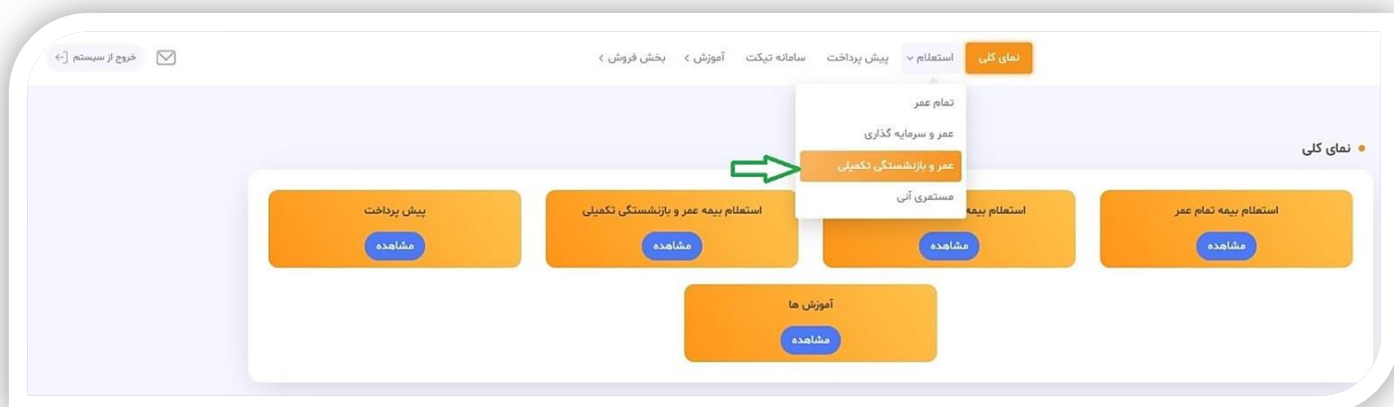 نمای کلی
استعلام
پیش پرداخت
سامانه تیکت
آموزش
بخش فروش
خروج از سیستم
تمام عمر
عمر و سرمایه گذاری
عمر و بازنشستگی تکمیلی
مستمری آنی
نمای کلی
استعلام بیمه تمام عمر
مشاهده
استعلام بیمه
مشاهده
استعلام بیمه عمر و بازنشستگی تکمیلی
مشاهده
پیش پرداخت
مشاهده
آموزش ها
مشاهده